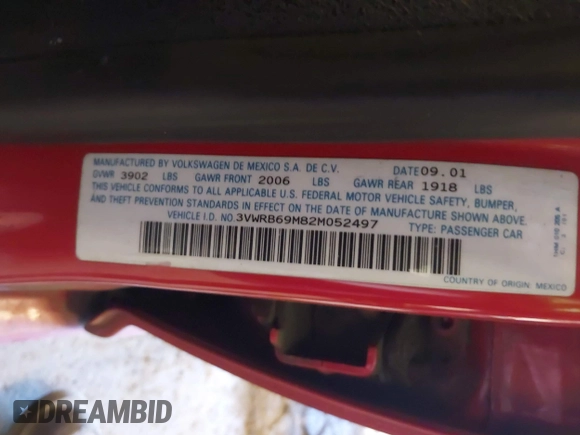 MANUFACTURED BY VOLKSWAGEN DE MEXICO S.A. DE C.V. DATE 09.01
GVWR 3902 LBS GAWR FRONT 2006 LBS GAWR REAR 1918 LBS
THIS VEHICLE CONFORMS TO ALL APPLICABLE U.S. FEDERAL MOTOR VEHICLE SAFETY, BUMPER,
AND THEFT PREVENTION STANDARDS IN EFFECT ON THE DATE OF MANUFACTURE SHOWN ABOVE.
VEHICLE I.D. NO. 3VWRB69M82M052497 TYPE: PASSENGER CAR
COUNTRY OF ORIGIN MEXICO
DREAMBID